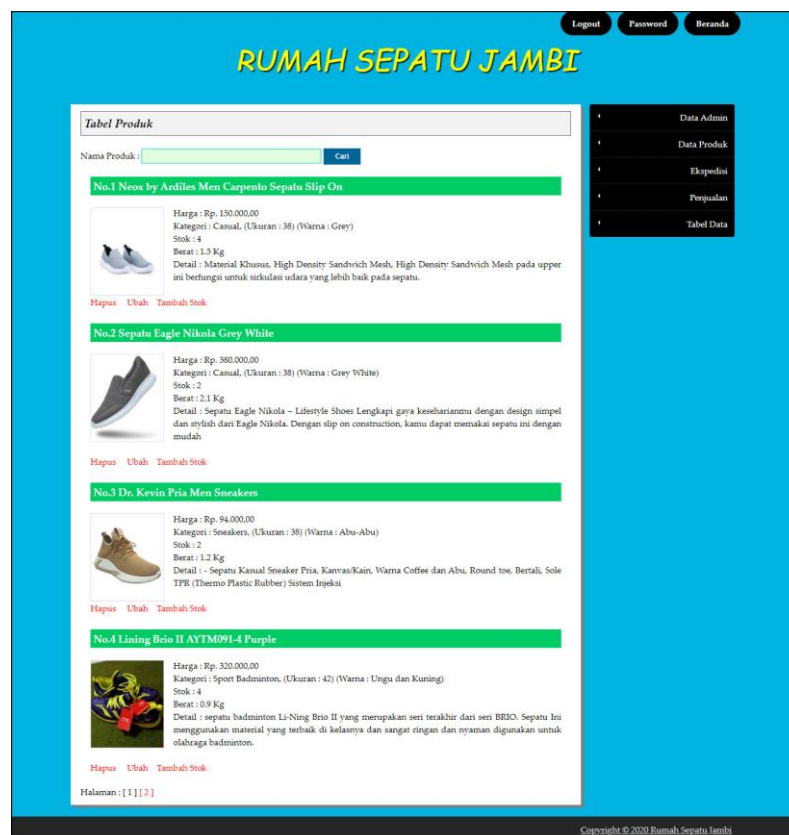 Logout Password Beranda
RUMAH SEPATU JAMBI
Tabel Produk
Data Admin
Data Produk
Ekspedisi
Penjualan
Tabel Data
Nama Produk : Cari
No.1 Neox by Ardiles Men Carpento Sepatu Slip On
Harga : Rp. 150.000,00
Kategori : Casual, (Ukuran : 38) (Warna : Grey)
Stok : 4
Berat : 1.3 Kg
Detail : Material Khusus, High Density Sandwich Mesh, High Density Sandwich Mesh pada upper
ini berfungsi untuk sirkulasi udara yang lebih baik pada sepatu.
Hapus Ubah Tambah Stok
No.2 Sepatu Eagle Nikola Grey White
Harga : Rp. 380.000,00
Kategori : Casual, (Ukuran : 38) (Warna : Grey White)
Stok : 2
Berat : 2.1 Kg
Detail : Sepatu Eagle Nikola – Lifestyle Shoes Lengkapi gaya keseharianmu dengan design simpel
dan stylish dari Eagle Nikola. Dengan slip on construction, kamu dapat memakai sepatu ini dengan
mudah
Hapus Ubah Tambah Stok
No.3 Dr. Kevin Pria Men Sneakers
Harga : Rp. 94.000,00
Kategori : Sneakers, (Ukuran : 38) (Warna : Abu-Abu)
Stok : 2
Berat : 1.2 Kg
Detail : - Sepatu Kasual Sneaker Pria, Kanvas/Kain, Warna Coffee dan Abu, Round toe, Bertali, Sole
TPR (Thermo Plastic Rubber) Sistem Injeksi
Hapus Ubah Tambah Stok
No.4 Lining Brio II AYTM091-4 Purple
Harga : Rp. 320.000,00
Kategori : Sport Badminton, (Ukuran : 42) (Warna : Ungu dan Kuning)
Stok : 4
Berat : 0.9 Kg
Detail : sepatu badminton Li-Ning Brio II yang merupakan seri terakhir dari seri BRIO. Sepatu Ini
menggunakan material yang terbaik di kelasnya dan sangat ringan dan nyaman digunakan untuk
olahraga badminton.
Hapus Ubah Tambah Stok
Halaman : [ 1 ] [ 2 ]
Copyright © 2020 Rumah Sepatu Jambi